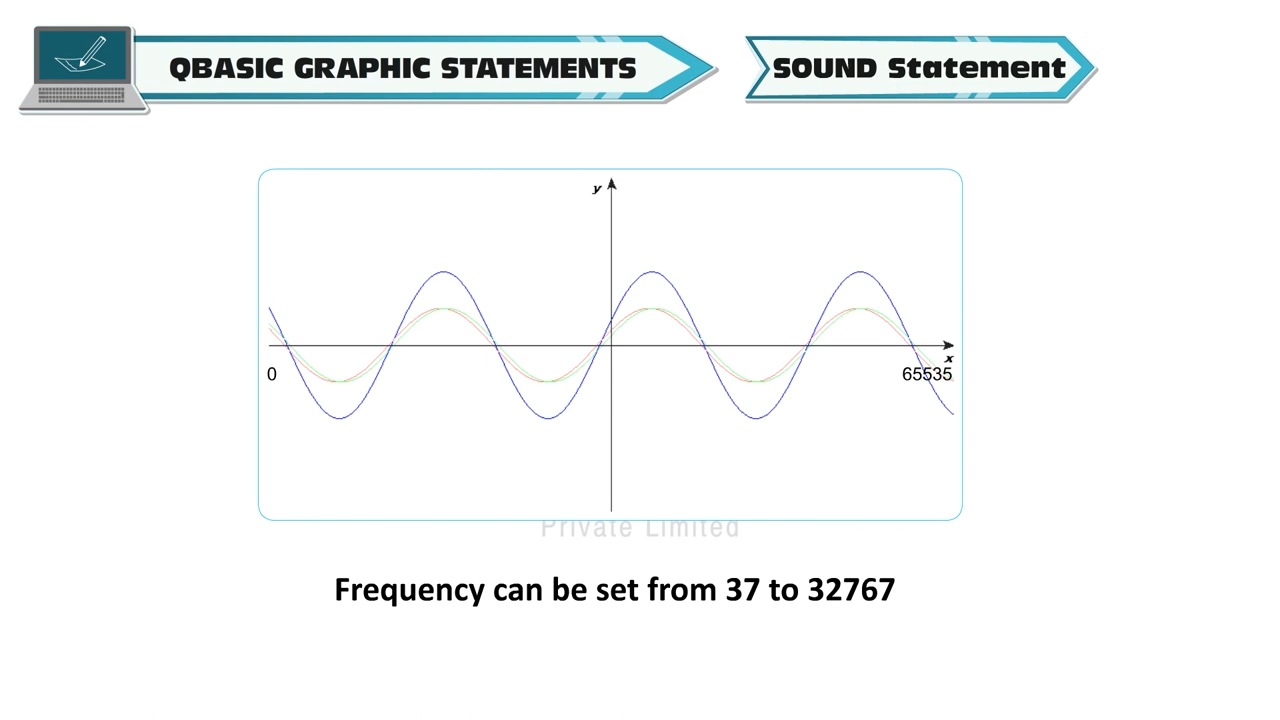 QBASIC GRAPHIC STATEMENTS
SOUND Statement
y
x
0
65535
Private Limited
Frequency can be set from 37 to 32767